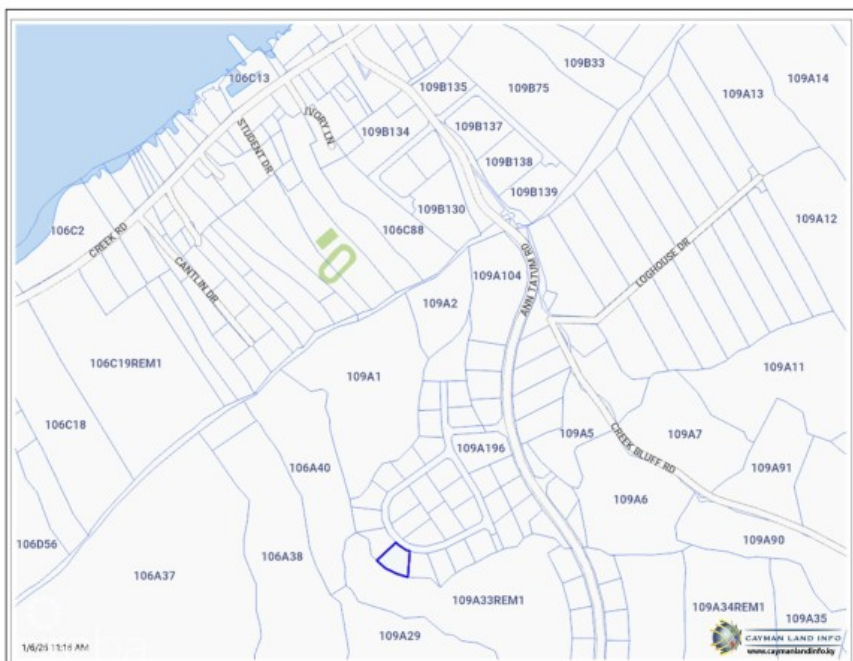 106C13
109B135
109B33
109B75
109A14
109A13
IVORY LN
109B134
109B137
STUDENT DR
109B138
109B139
106C2
CREEK RD
106C88
109B130
109A12
CANTLIN DR
109A104
ANN TATUM RD
LOGHOUSE DR
109A2
106C19REM1
109A1
109A11
106C18
106A40
109A196
109A5
109A7
CREEK BLUFF RD
109A91
109A6
106D56
106A38
106A37
109A90
109A33REM1
109A34REM1
109A35
109A29
1/6/26 11:16 AM
CAYMAN LAND INFO
www.caymanlandinfo.ky